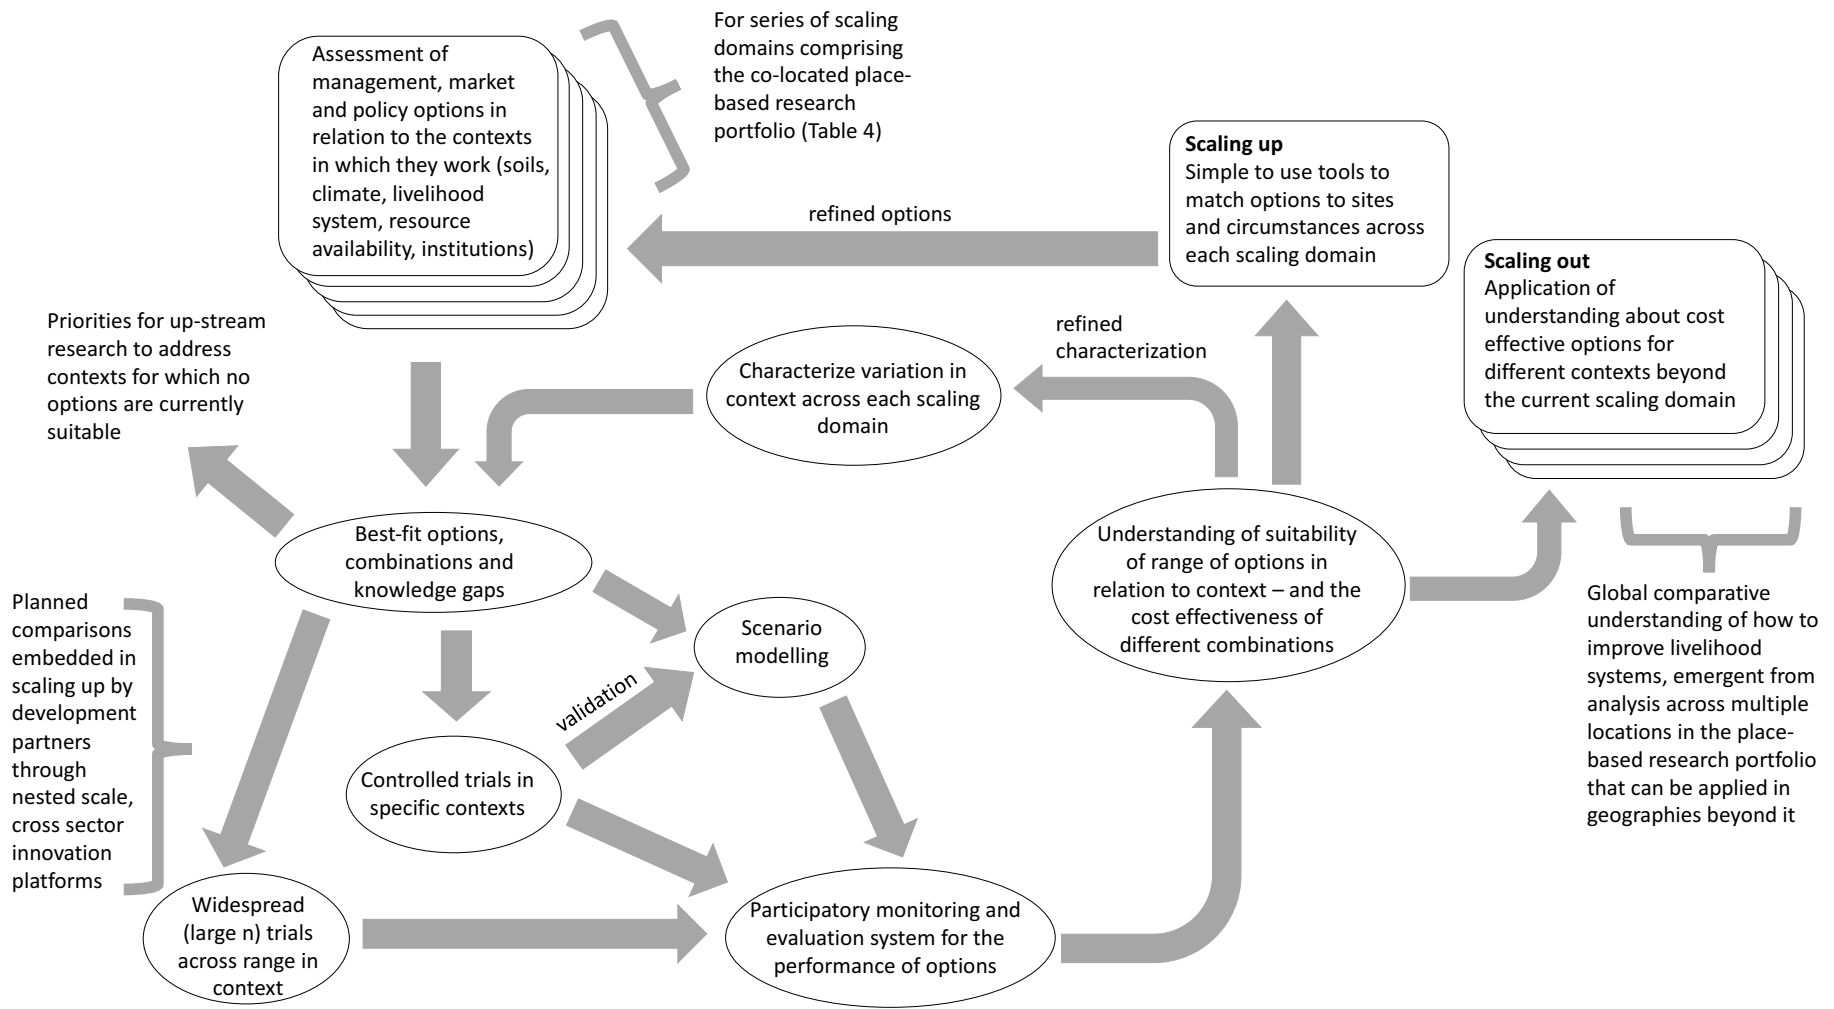 Assessment of
management, market
and policy options in
relation to the contexts
in which they work (soils,
climate, livelihood
system, resource
availability, institutions)
For series of scaling
domains comprising
the co-located place-
based research
portfolio (Table 4)
refined options
Scaling up
Simple to use tools to
match options to sites
and circumstances across
each scaling domain
Scaling out
Application of
understanding about cost
effective options for
different contexts beyond
the current scaling domain
Priorities for up-stream
research to address
contexts for which no
options are currently
suitable
Characterize variation in
context across each scaling
domain
refined
characterization
Best-fit options,
combinations and
knowledge gaps
Understanding of suitability
of range of options in
relation to context – and the
cost effectiveness of
different combinations
Global comparative
understanding of how to
improve livelihood
systems, emergent from
analysis across multiple
locations in the place-
based research portfolio
that can be applied in
geographies beyond it
Planned
comparisons
embedded in
scaling up by
development
partners
through
nested scale,
cross sector
innovation
platforms
Scenario
modelling
validation
Controlled trials in
specific contexts
Widespread
(large n) trials
across range in
context
Participatory monitoring and
evaluation system for the
performance of options